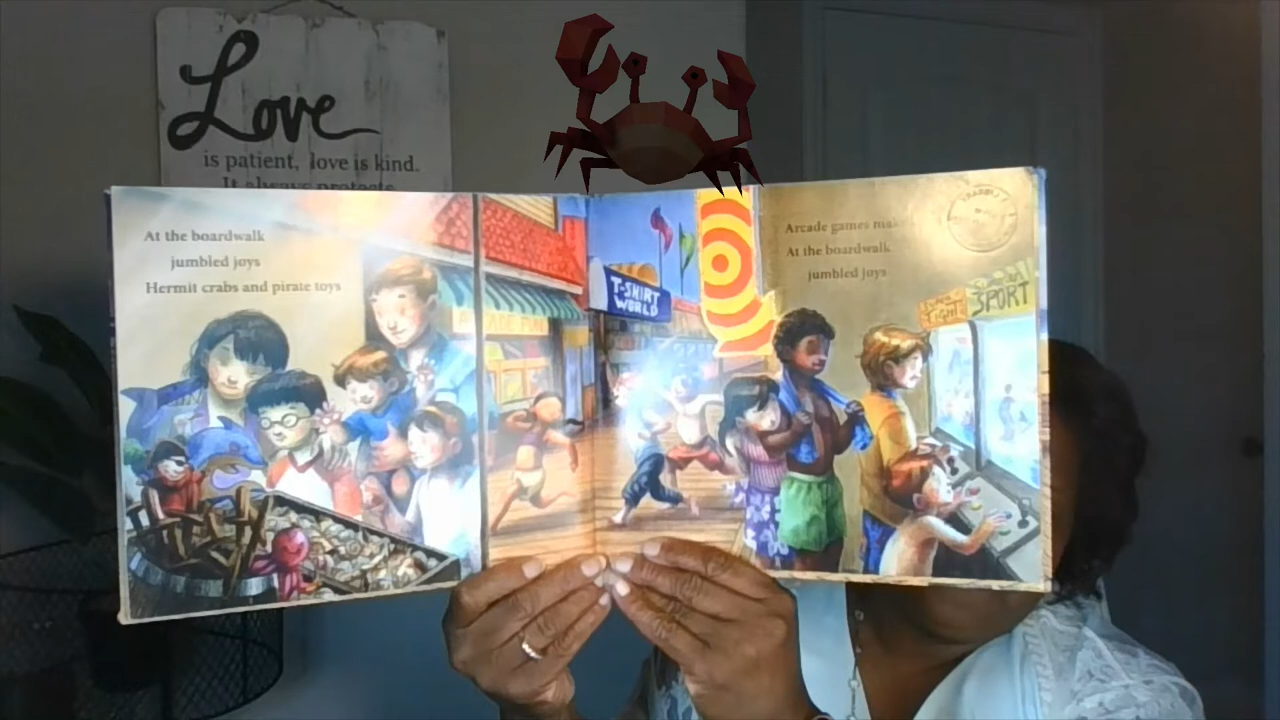 Love
is patient, love is kind.
It always protects
At the boardwalk
jumbled joys
Hermit crabs and pirate toys
T-SHIRT
WORLD
Arcade games
At the boardwalk
jumbled joys
SPORT